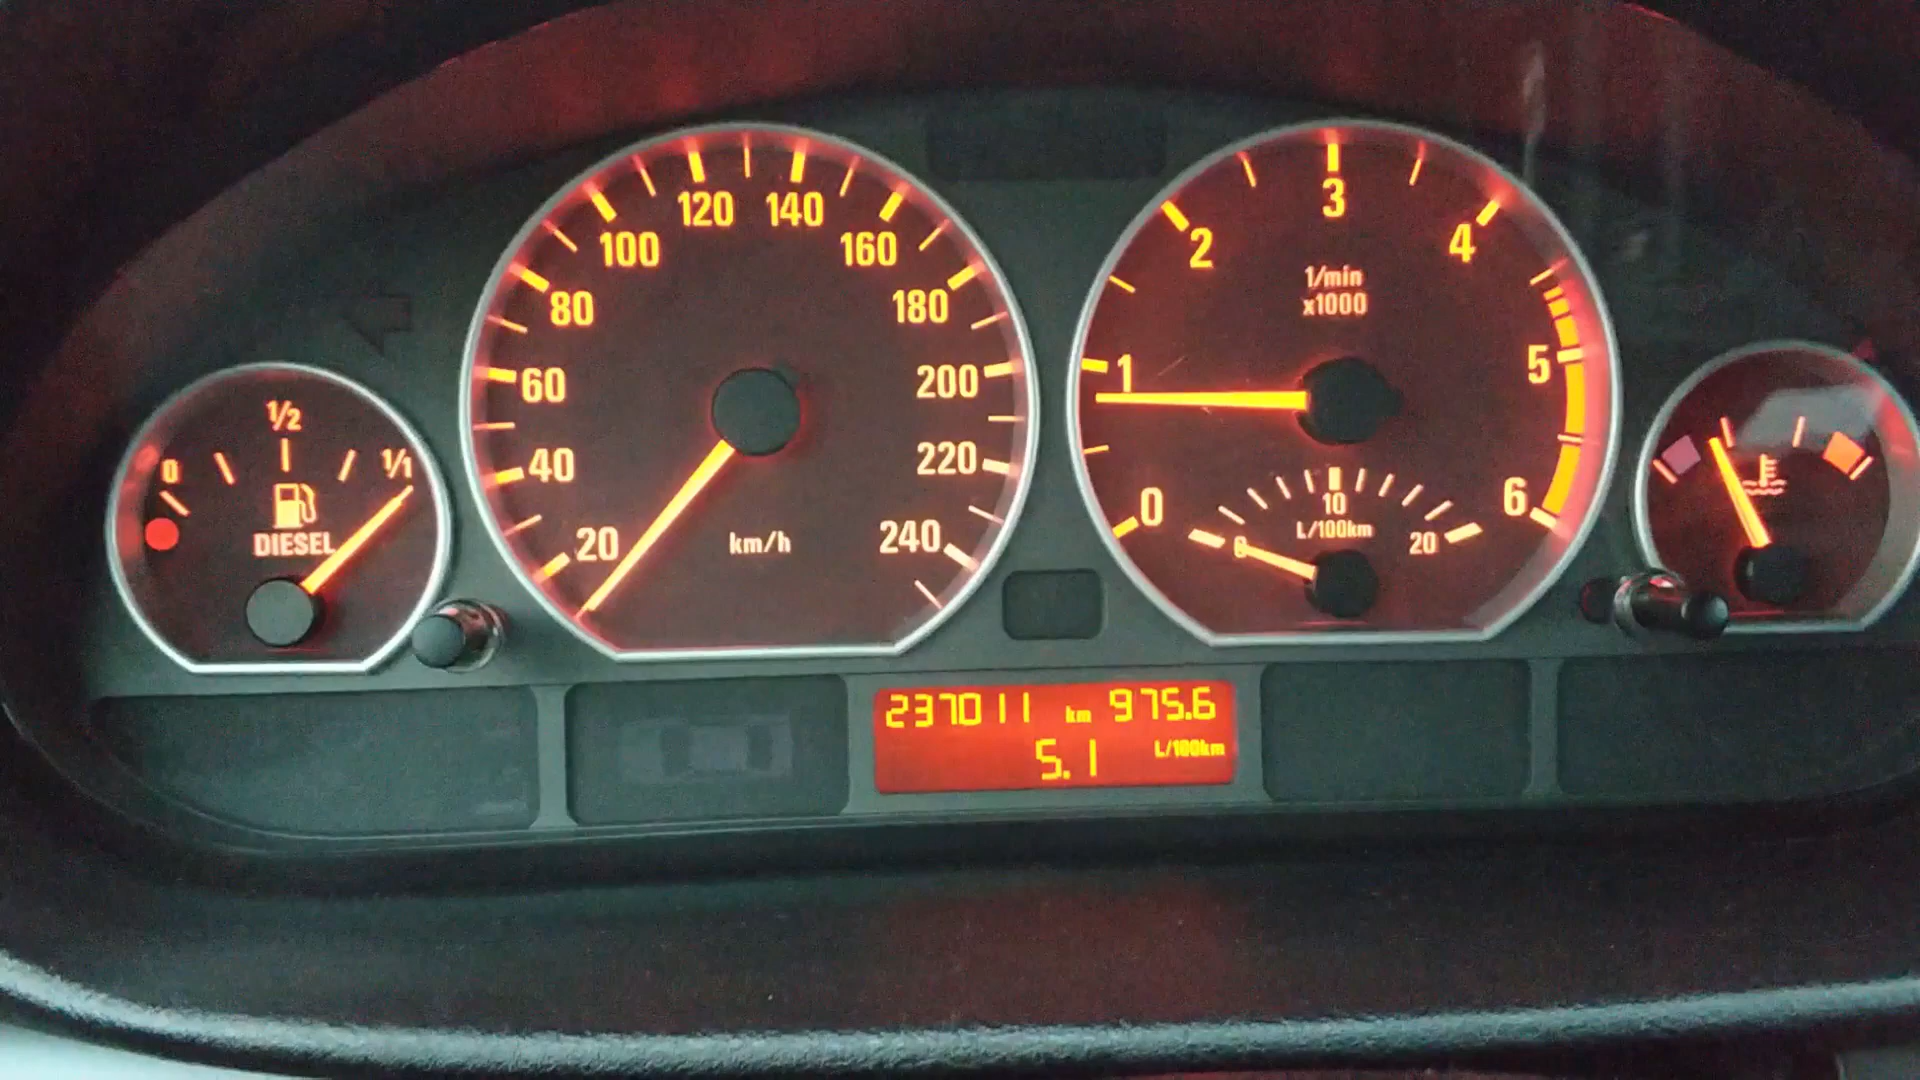 0 1/2 1/1
DIESEL
20 40 60 80 100 120 140 160 180 200 220 240
km/h
0 1 2 3 4 5 6
1/min
x1000
0 10 20
L/100km
237011 km 975.6
5.1 L/100km